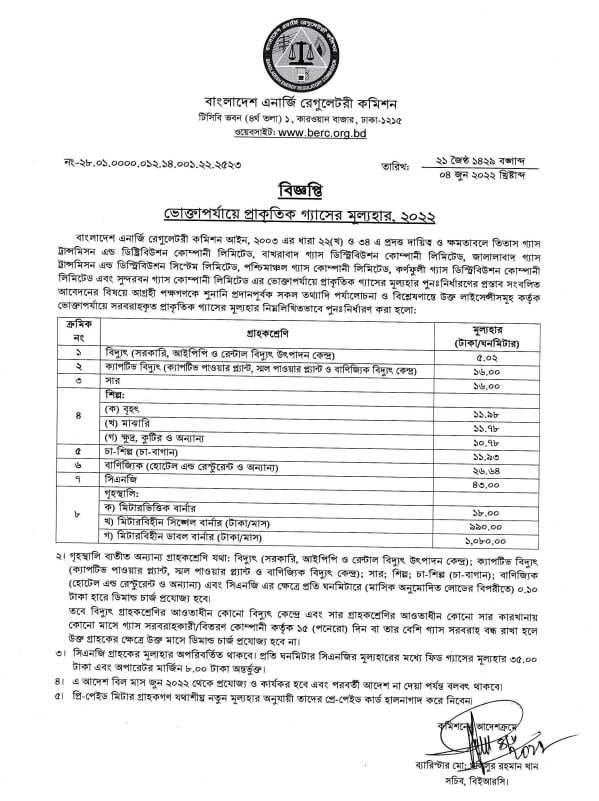 বাংলাদেশ এনার্জি রেগুলেটরী কমিশন
BANGLADESH ENERGY REGULATORY COMMISSION
বাংলাদেশ এনার্জি রেগুলেটরী কমিশন
টিসিবি ভবন (৪র্থ তলা) ১, কারওয়ান বাজার, ঢাকা-১২১৫
ওয়েবসাইট: www.berc.org.bd
নং-২৮.০১.০০০০.০১২.১৪.০০১.২২.২৫২৩
তারিখ: ২১ জ্যৈষ্ঠ ১৪২৯ বঙ্গাব্দ
০৪ জুন ২০২২ খ্রিষ্টাব্দ
বিজ্ঞপ্তি
ভোক্তাপর্যায়ে প্রাকৃতিক গ্যাসের মূল্যহার, ২০২২
বাংলাদেশ এনার্জি রেগুলেটরী কমিশন আইন, ২০০৩ এর ধারা ২২(খ) ও ৩৪ এ প্রদত্ত দায়িত্ব ও ক্ষমতাবলে তিতাস গ্যাস
ট্রান্সমিসন এন্ড ডিষ্ট্রিবিউশন কোম্পানী লিমিটেড, বাখরাবাদ গ্যাস ডিস্ট্রিবিউশন কোম্পানী লিমিটেড, জালালাবাদ গ্যাস
ট্রান্সমিসন এন্ড ডিস্ট্রিবিউশন সিস্টেম লিমিটেড, পশ্চিমাঞ্চল গ্যাস কোম্পানী লিমিটেড, কর্ণফুলী গ্যাস ডিস্ট্রিবিউশন কোম্পানী
লিমিটেড এবং সুন্দরবন গ্যাস কোম্পানী লিমিটেড এর ভোক্তাপর্যায়ে প্রাকৃতিক গ্যাসের মূল্যহার পুনঃনির্ধারণের প্রস্তাব সংবলিত
আবেদনের বিষয়ে আগ্রহী পক্ষগণকে শুনানি প্রদানপূর্বক সকল তথ্যাদি পর্যালোচনা ও বিশ্লেষণান্তে উক্ত লাইসেন্সীসমূহ কর্তৃক
ভোক্তাপর্যায়ে সরবরাহকৃত প্রাকৃতিক গ্যাসের মূল্যহার নিম্নলিখিতভাবে পুনঃনির্ধারণ করা হলো:
ক্রমিক নং গ্রাহকশ্রেণি মূল্যহার (টাকা/ঘনমিটার)
১ বিদ্যুৎ (সরকারি, আইপিপি ও রেন্টাল বিদ্যুৎ উৎপাদন কেন্দ্র) ৫.০২
২ ক্যাপটিভ বিদ্যুৎ (ক্যাপটিভ পাওয়ার প্ল্যান্ট, স্মল পাওয়ার প্ল্যান্ট ও বাণিজ্যিক বিদ্যুৎ কেন্দ্র) ১৬.০০
৩ সার ১৬.০০
৪ শিল্প:
(ক) বৃহৎ ১১.৯৮
(খ) মাঝারি ১১.৭৮
(গ) ক্ষুদ্র, কুটির ও অন্যান্য ১০.৭৮
৫ চা-শিল্প (চা-বাগান) ১১.৯৩
৬ বাণিজ্যিক (হোটেল এন্ড রেস্টুরেন্ট ও অন্যান্য) ২৬.৬৪
৭ সিএনজি ৪৩.০০
৮ গৃহস্থালি:
ক) মিটারভিত্তিক বার্নার ১৮.০০
খ) মিটারবিহীন সিঙ্গেল বার্নার (টাকা/মাস) ৯৯০.০০
গ) মিটারবিহীন ডাবল বার্নার (টাকা/মাস) ১,০৮০.০০
২। গৃহস্থালি ব্যতীত অন্যান্য গ্রাহকশ্রেণি যথা: বিদ্যুৎ (সরকারি, আইপিপি ও রেন্টাল বিদ্যুৎ উৎপাদন কেন্দ্র); ক্যাপটিভ বিদ্যুৎ
(ক্যাপটিভ পাওয়ার প্ল্যান্ট, স্মল পাওয়ার প্ল্যান্ট ও বাণিজ্যিক বিদ্যুৎ কেন্দ্র); সার; শিল্প; চা-শিল্প (চা-বাগান); বাণিজ্যিক
(হোটেল এন্ড রেস্টুরেন্ট ও অন্যান্য) এবং সিএনজি এর ক্ষেত্রে প্রতি ঘনমিটারে (মাসিক অনুমোদিত লোডের বিপরীতে) ০.১০
টাকা হারে ডিমান্ড চার্জ প্রযোজ্য হবে।
তবে বিদ্যুৎ গ্রাহকশ্রেণির আওতাধীন কোনো বিদ্যুৎ কেন্দ্রে এবং সার গ্রাহকশ্রেণির আওতাধীন কোনো সার কারখানায়
কোনো মাসে গ্যাস সরবরাহকারী/বিতরণ কোম্পানী কর্তৃক ১৫ (পনেরো) দিন বা তার বেশি গ্যাস সরবরাহ বন্ধ রাখা হলে
উক্ত গ্রাহকের ক্ষেত্রে উক্ত মাসে ডিমান্ড চার্জ প্রযোজ্য হবে না।
৩। সিএনজি গ্রাহকের মূল্যহার অপরিবর্তিত থাকবে। প্রতি ঘনমিটার সিএনজির মূল্যহারের মধ্যে ফিড গ্যাসের মূল্যহার ৩৫.০০
টাকা এবং অপারেটর মার্জিন ৮.০০ টাকা অন্তর্ভুক্ত।
৪। এ আদেশ বিল মাস জুন ২০২২ থেকে প্রযোজ্য ও কার্যকর হবে এবং পরবর্তী আদেশ না দেয়া পর্যন্ত বলবৎ থাকবে।
৫। প্রি-পেইড মিটার গ্রাহকগণ যথাশীঘ্র নতুন মূল্যহার অনুযায়ী তাদের প্রি-পেইড কার্ড হালনাগাদ করে নিবেন।
কমিশনের আদেশক্রমে
ব্যারিস্টার মো: রহমান খান
সচিব, বিইআরসি।